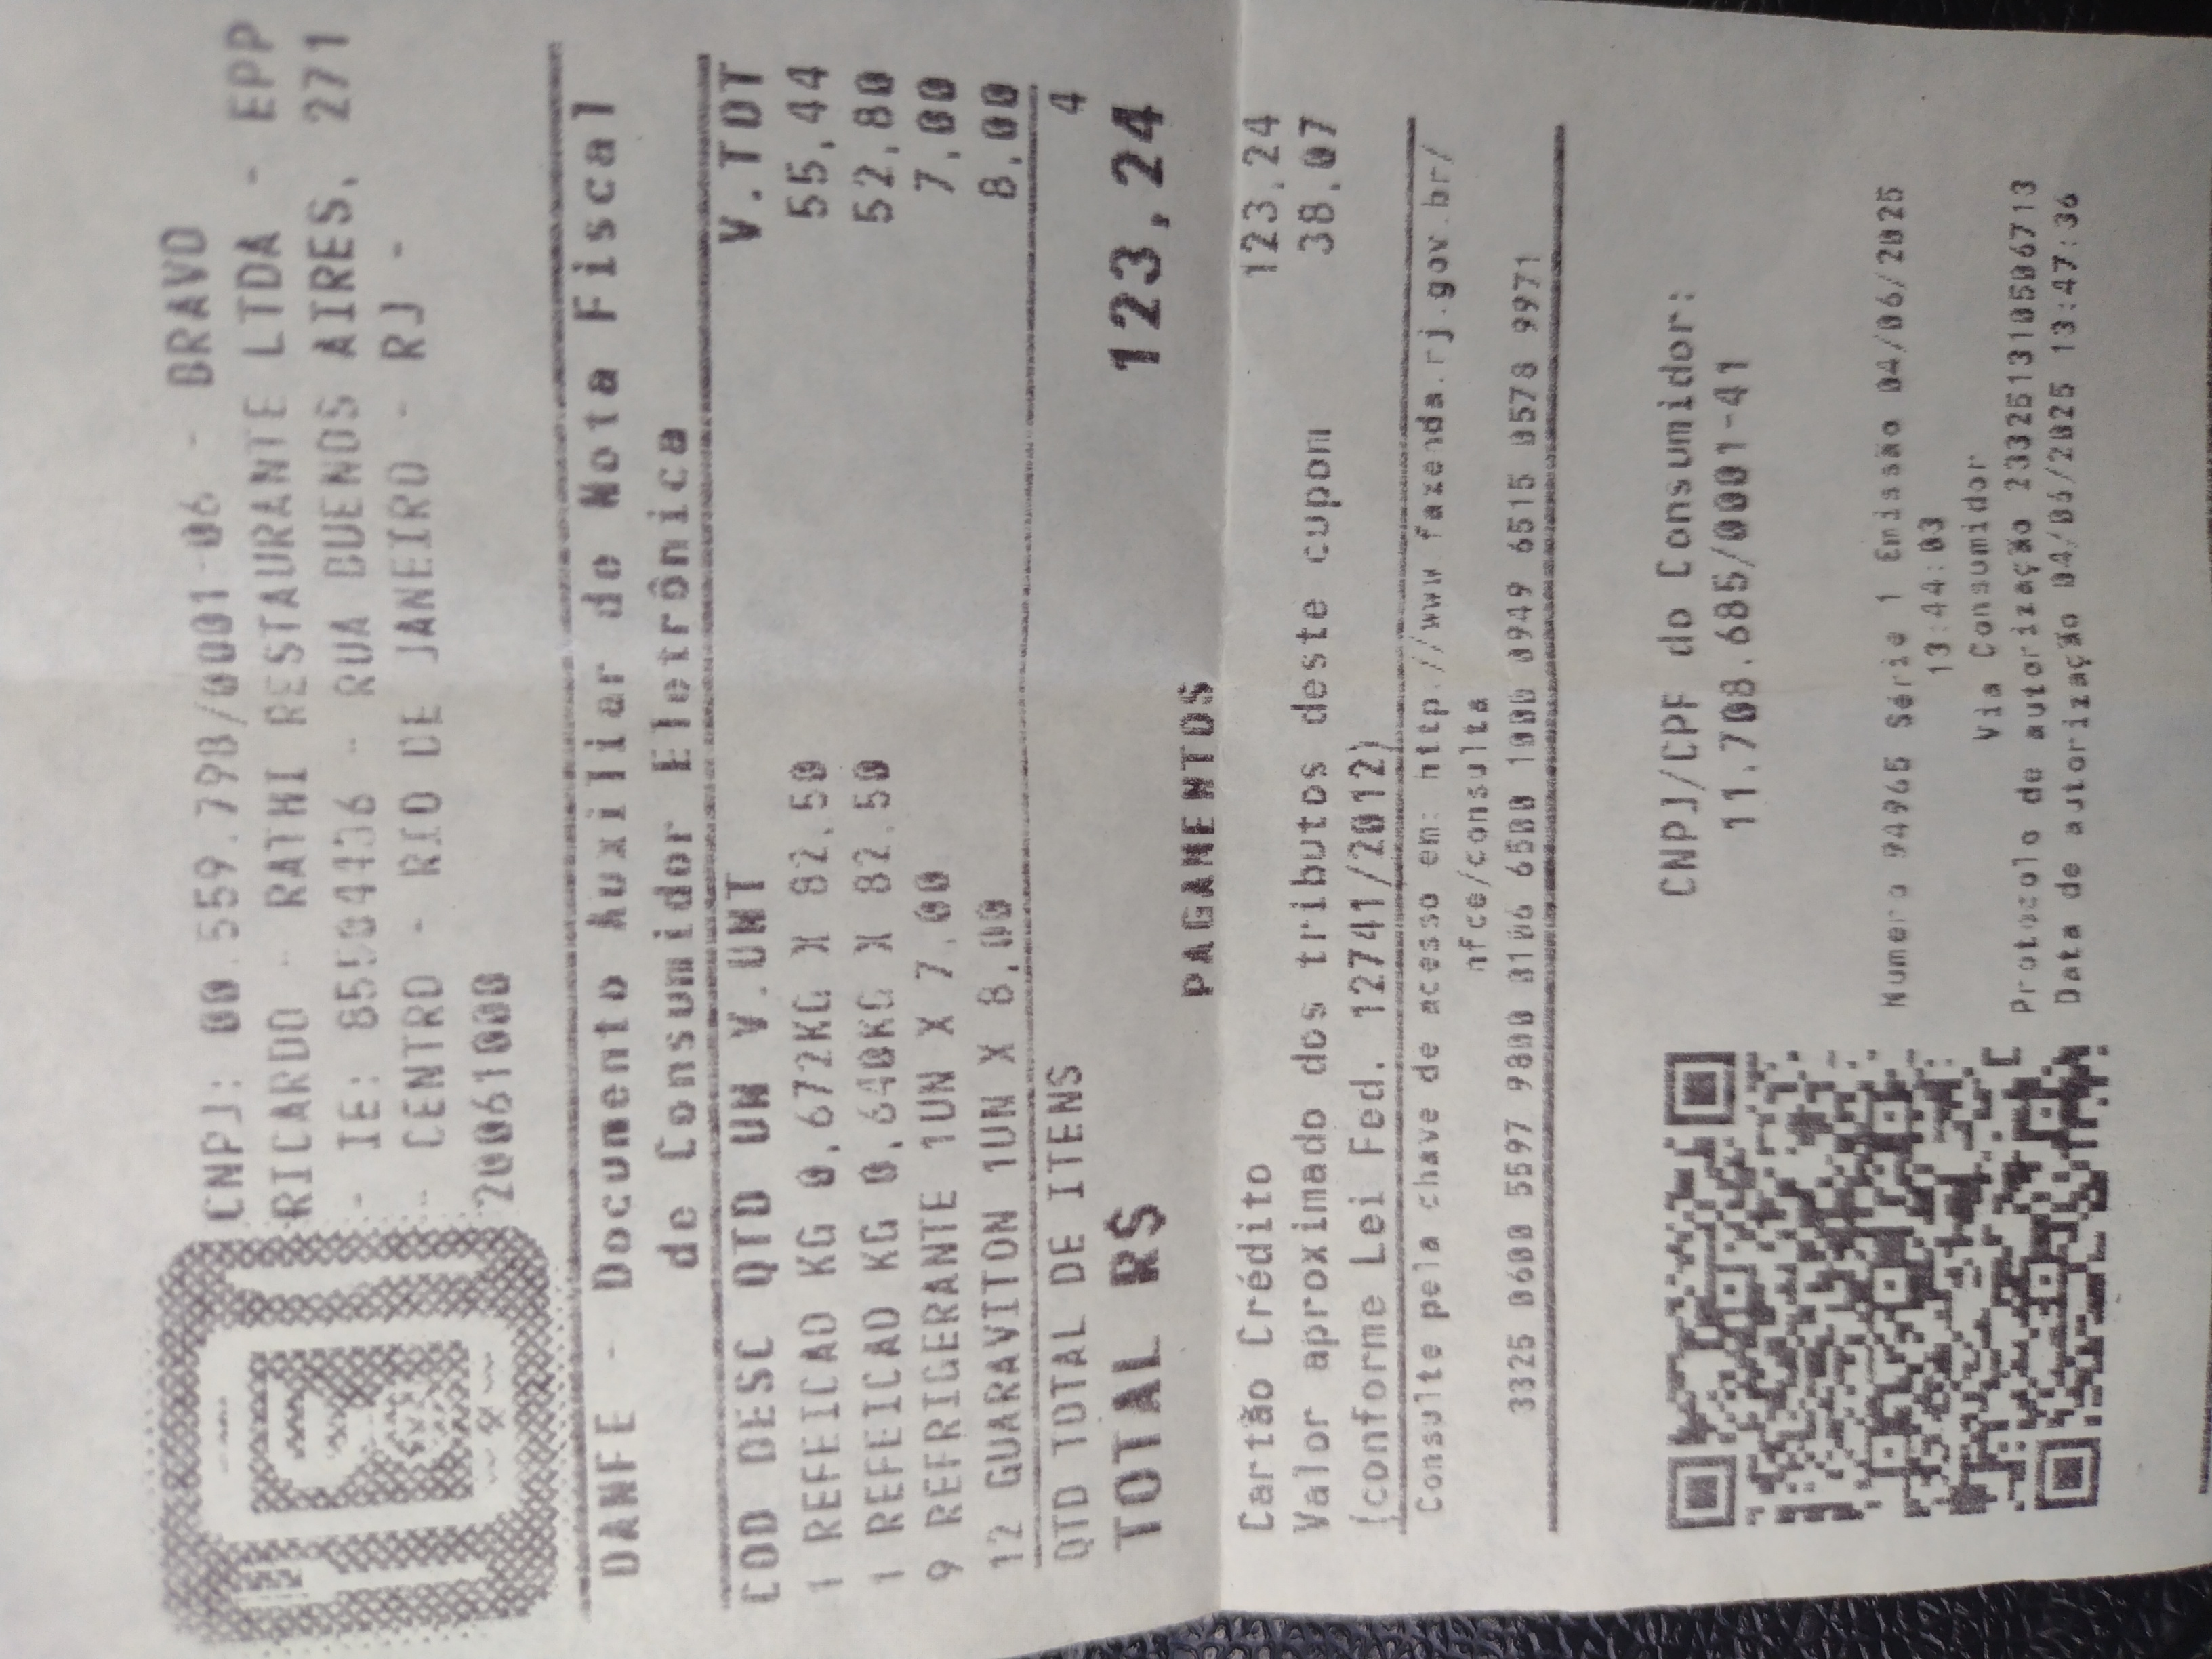 CNPJ: 00.559.798/0001-06 - BRAVO
RICARDO - RATHI RESTAURANTE LTDA - EPP
- IE: 85504436 - RUA BUENOS AIRES, 271
- CENTRO - RIO DE JANEIRO - RJ -
20061000
DANFE - Documento Auxiliar de Nota Fiscal
de Consumidor Eletrônica
COD DESC QTD UN V.UNT V.TOT
1 REFEICAO KG 0,672KG X 82,50 55,44
1 REFEICAO KG 0,640KG X 82,50 52,80
9 REFRIGERANTE 1UN X 7,00 7,00
12 GUARAVITON 1UN X 8,00 8,00
QTD TOTAL DE ITENS 4
TOTAL R$ 123,24
PAGAMENTOS
Cartão Crédito 123,24
Valor aproximado dos tributos deste cupom 38,07
(conforme Lei Fed. 12741/2012)
Consulte pela chave de acesso em: http://www.fazenda.rj.gov.br/
nfce/consulta
3325 0600 5597 9800 0106 6500 1000 0949 6515 0578 9971
CNPJ/CPF do Consumidor:
11.708.685/0001-41
Numero 94965 Série 1 Emissão 04/06/2025
13:44:03
Via Consumidor
Protocolo de autorização 233251310506713
Data de autorização 04/06/2025 13:47:36